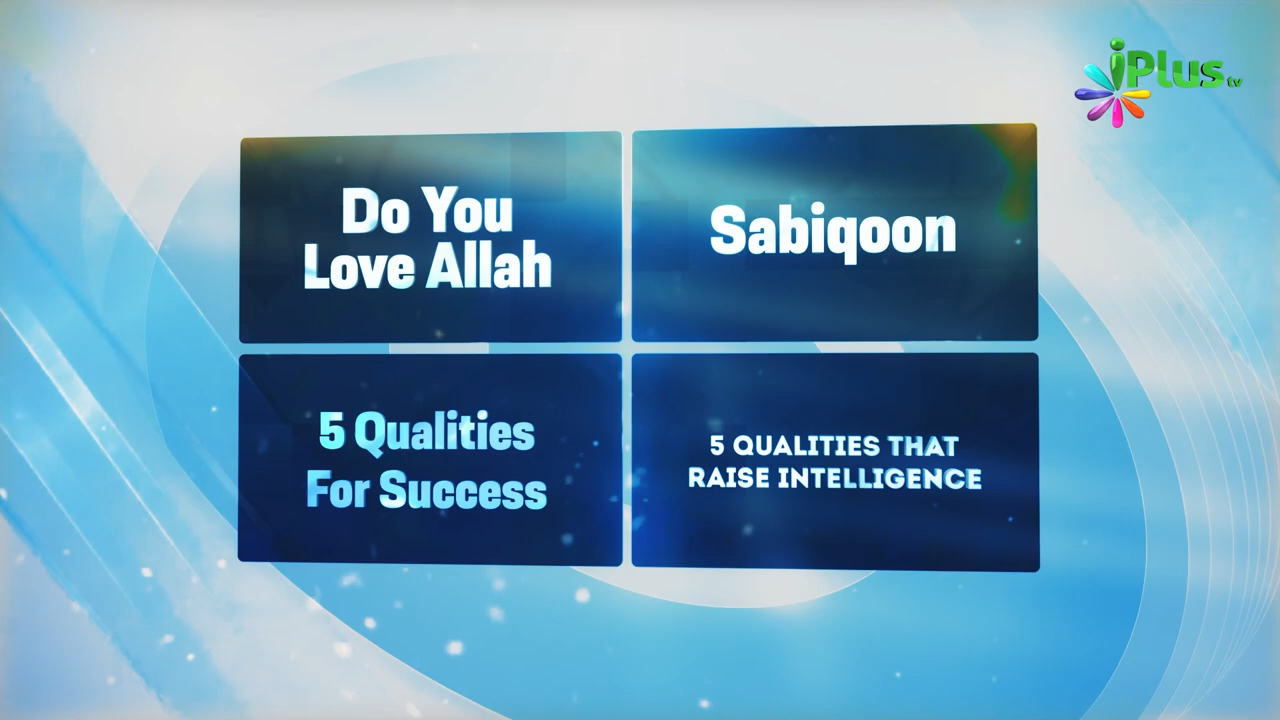 iPlus tv
Do You
Love Allah
Sabiqoon
5 Qualities
For Success
5 QUALITIES THAT
RAISE INTELLIGENCE